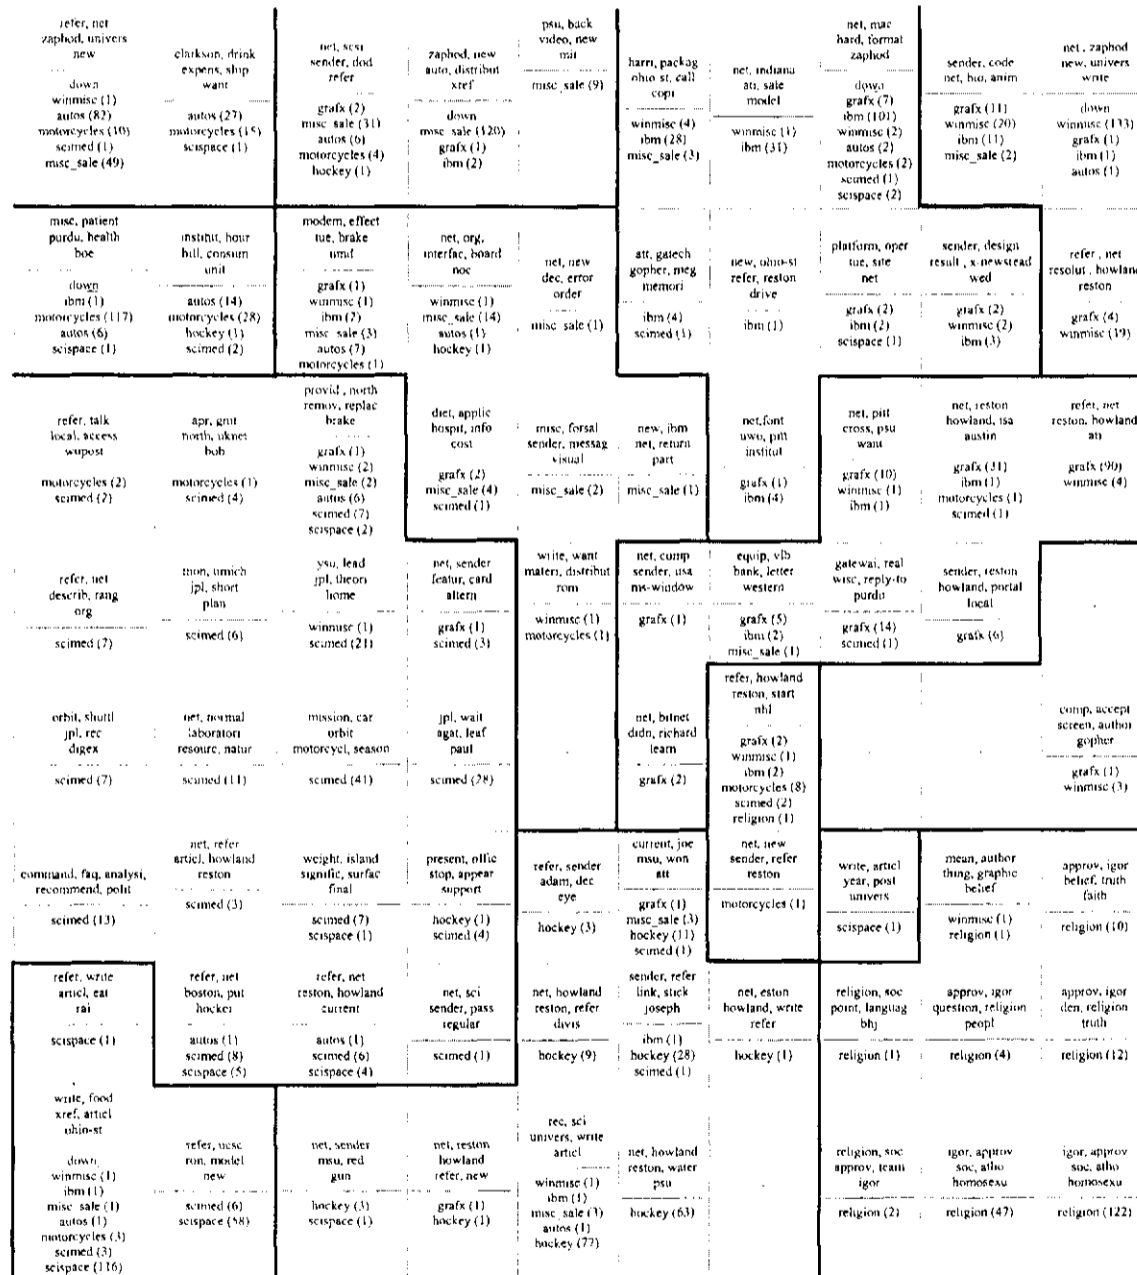 refer, net
zaphod, univers
new
down
winmisc (1)
autos (82)
motorcycles (10)
scimed (1)
misc_sale (49)
clarkson, drink
expens, ship
want
autos (27)
motorcycles (15)
scispace (1)
net, scsi
sender, dod
refer
grafx (2)
misc_sale (31)
autos (6)
motorcycles (4)
hockey (1)
zaphod, new
auto, distribut
xref
down
misc_sale (120)
grafx (1)
ibm (2)
psu, back
video, new
mit
misc_sale (9)
harri, packag
ohio st, call
copi
winmisc (4)
ibm (28)
misc_sale (3)
net, indiana
ati, sale
model
winmisc (1)
ibm (31)
net, mac
hard, format
zaphod
down
grafx (7)
ibm (101)
winmisc (2)
autos (2)
motorcycles (2)
scimed (1)
scispace (2)
sender, code
net, bio, anim
grafx (11)
winmisc (20)
ibm (11)
misc_sale (2)
net , zaphod
new, univers
write
down
winmisc (133)
grafx (1)
ibm (1)
autos (1)
misc, patient
purdu, health
boe
down
ibm (1)
motorcycles (117)
autos (6)
scispace (1)
institut, hour
hill, consum
unit
autos (14)
motorcycles (28)
hockey (1)
scimed (2)
modem, effect
tue, brake
umd
grafx (1)
winmisc (1)
ibm (2)
misc_sale (3)
autos (7)
motorcycles (1)
net, org,
interfac, board
noc
winmisc (1)
misc_sale (14)
autos (1)
hockey (1)
net, new
dec, error
order
misc_sale (1)
att, gatech
gopher, meg
memori
ibm (4)
scimed (1)
new, ohio-st
refer, reston
drive
ibm (1)
platform, oper
tue, site
net
grafx (2)
ibm (2)
scispace (1)
sender, design
result , x-newstead
wed
grafx (2)
winmisc (2)
ibm (3)
refer , net
resolut , howland
reston
grafx (4)
winmisc (19)
refer, talk
local, access
wupost
motorcycles (2)
scimed (2)
apr, gmt
north, uknet
bob
motorcycles (1)
scimed (4)
provid , north
remov, replac
brake
grafx (1)
winmisc (2)
misc_sale (2)
autos (6)
scimed (7)
scispace (2)
diet, applic
hospit, info
cost
grafx (2)
misc_sale (4)
scimed (1)
misc, forsal
sender, messag
visual
misc_sale (2)
new, ibm
net, return
part
misc_sale (1)
net,font
uwo, pitt
institut
grafx (1)
ibm (4)
net, pitt
cross, psu
want
grafx (10)
winmisc (1)
ibm (1)
net, reston
howland, isa
austin
grafx (31)
ibm (1)
motorcycles (1)
scimed (1)
refer, net
reston, howland
ati
grafx (90)
winmisc (4)
refer, net
describ, rang
org
scimed (7)
mon, umich
jpl, short
plan
scimed (6)
ysu, lead
jpl, theori
home
winmisc (1)
scimed (21)
net, sender
featur, card
altern
grafx (1)
scimed (3)
write, want
materi, distribut
rom
winmisc (1)
motorcycles (1)
net, comp
sender, usa
ms-window
grafx (1)
equip, vlb
bank, letter
western
grafx (5)
ibm (2)
misc_sale (1)
gatewai, real
wisc, reply-to
purdu
grafx (14)
scimed (1)
sender, reston
howland, portal
local
grafx (6)
orbit, shuttl
jpl, rec
digex
scimed (7)
net, normal
laboratori
resourc, natur
scimed (11)
mission, car
orbit
motorcycl, season
scimed (41)
jpl, wait
agat, leaf
paul
scimed (28)
net, bitnet
didn, richard
learn
grafx (2)
refer, howland
reston, start
nhl
grafx (2)
winmisc (1)
ibm (2)
motorcycles (8)
scimed (2)
religion (1)
comp, accept
screen, author
gopher
grafx (1)
winmisc (3)
command, faq, analysi,
recommend, polit
scimed (13)
net, refer
articl, howland
reston
scimed (3)
weight, island
signific, surfac
final
scimed (7)
scispace (1)
present, offic
stop, appear
support
hockey (1)
scimed (4)
refer, sender
adam, dec
eye
hockey (3)
current, joe
msu, won
att
grafx (1)
misc_sale (3)
hockey (11)
scimed (1)
net, new
sender, refer
reston
motorcycles (1)
write, articl
year, post
univers
scispace (1)
mean, author
thing, graphic
belief
winmisc (1)
religion (1)
approv, igor
belief, truth
faith
religion (10)
refer, write
articl, eat
rai
scispace (1)
refer, net
boston, put
hockei
autos (1)
scimed (8)
scispace (5)
refer, net
reston, howland
current
autos (1)
scimed (6)
scispace (4)
net, sci
sender, pass
regular
scimed (1)
net, howland
reston, refer
divis
hockey (9)
sender, refer
link, stick
joseph
ibm (1)
hockey (28)
scimed (1)
net, eston
howland, write
refer
hockey (1)
religion, soc
point, languag
bhj
religion (1)
approv, igor
question, religion
peopl
religion (4)
approv, igor
den, religion
truth
religion (12)
write, food
xref, articl
ohio-st
down,
winmisc (1)
ibm (1)
misc_sale (1)
autos (1)
motorcycles (3)
scimed (3)
scispace (116)
refer, ucsc
ron, model
new
scimed (6)
scispace (58)
net, sender
msu, red
gun
hockey (3)
scispace (1)
net, reston
howland
refer, new
grafx (1)
hockey (1)
rec, sci
univers, write
articl
winmisc (1)
ibm (1)
misc_sale (3)
autos (1)
hockey (77)
net, howland
reston, water
psu
hockey (63)
religion, soc
approv, team
igor
religion (2)
igor, approv
soc, atho
homosexu
religion (47)
igor, approv
soc, atho
homosexu
religion (122)